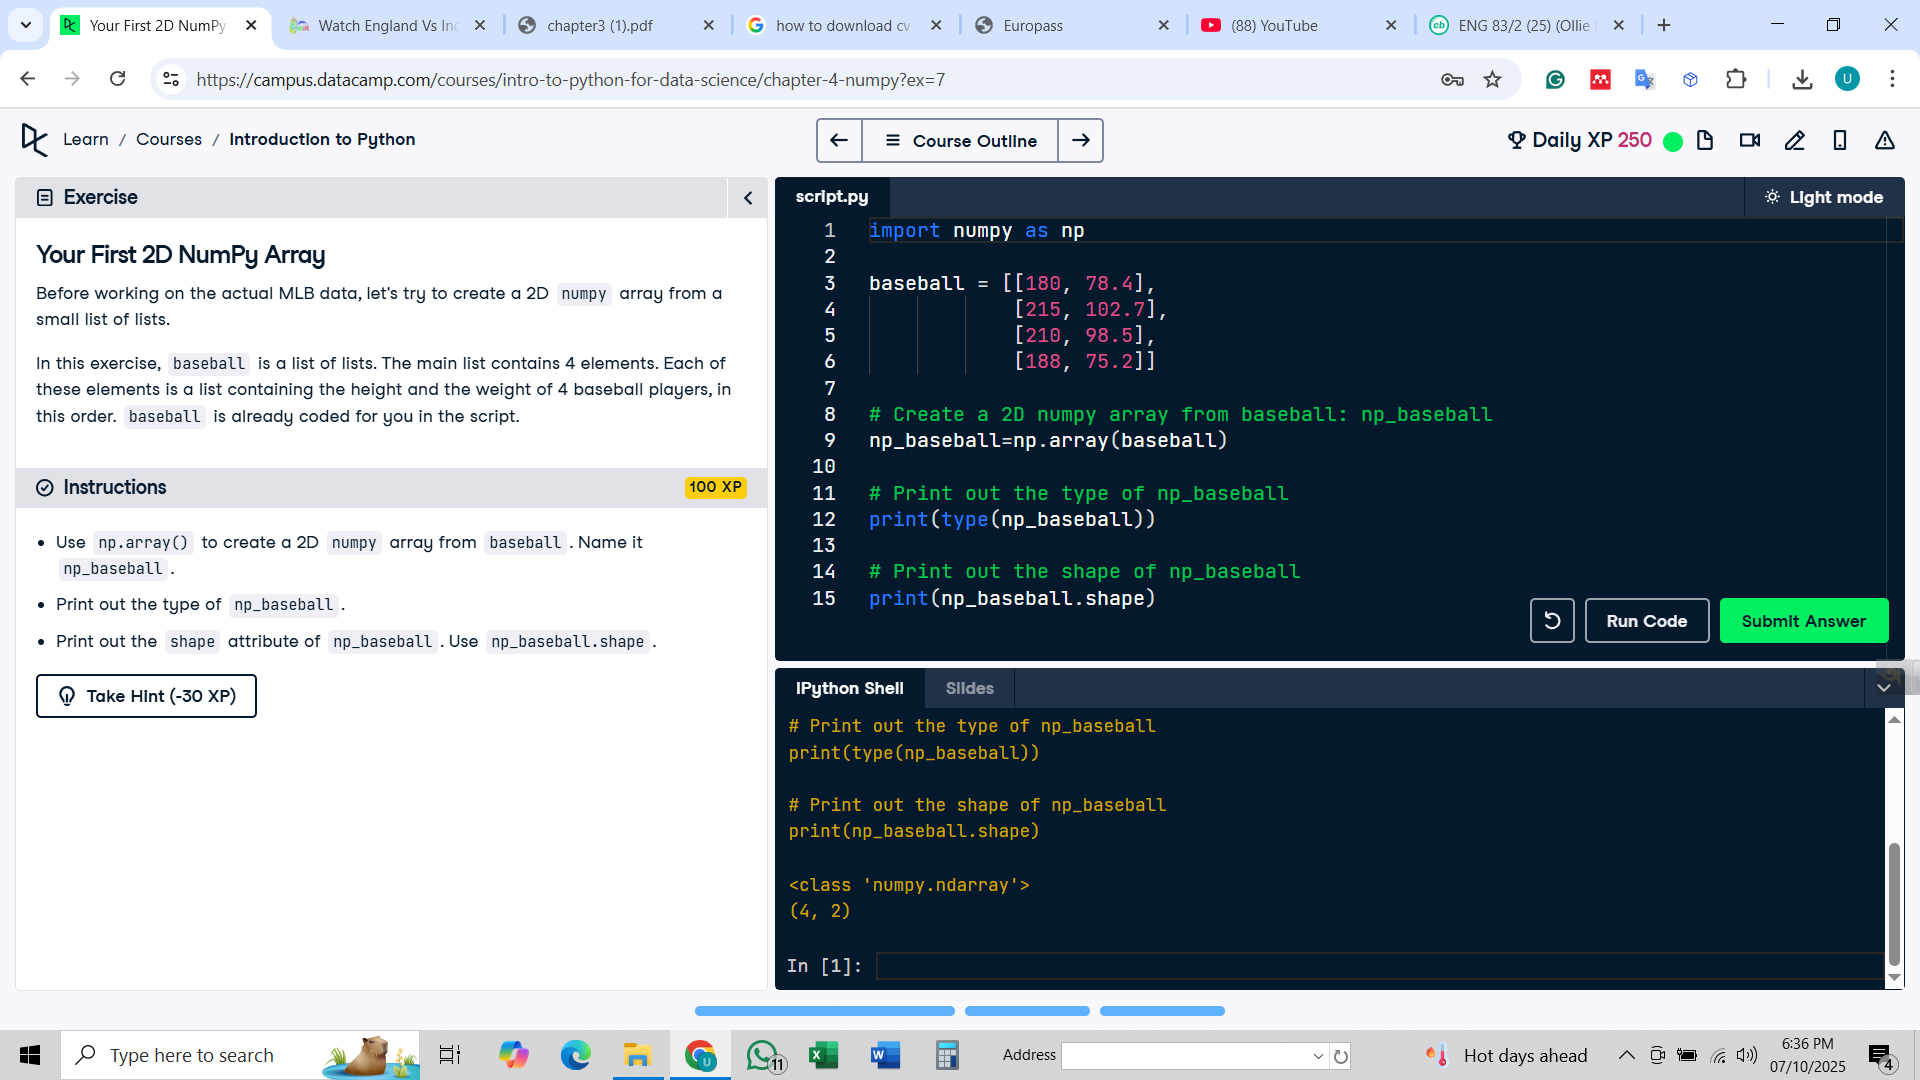 Your First 2D NumPy
Watch England Vs Inc
chapter3 (1).pdf
how to download cv
Europass
(88) YouTube
ENG 83/2 (25) (Ollie
https://campus.datacamp.com/courses/intro-to-python-for-data-science/chapter-4-numpy?ex=7
U
Learn / Courses / Introduction to Python
Course Outline
Daily XP 250
Exercise
Your First 2D NumPy Array
Before working on the actual MLB data, let's try to create a 2D numpy array from a
small list of lists.
In this exercise, baseball is a list of lists. The main list contains 4 elements. Each of
these elements is a list containing the height and the weight of 4 baseball players, in
this order. baseball is already coded for you in the script.
Instructions
100 XP
• Use np.array() to create a 2D numpy array from baseball. Name it
np_baseball.
• Print out the type of np_baseball.
• Print out the shape attribute of np_baseball. Use np_baseball.shape.
Take Hint (-30 XP)
script.py
Light mode
1 import numpy as np
2
3 baseball = [[180, 78.4],
4 [215, 102.7],
5 [210, 98.5],
6 [188, 75.2]]
7
8 # Create a 2D numpy array from baseball: np_baseball
9 np_baseball=np.array(baseball)
10
11 # Print out the type of np_baseball
12 print(type(np_baseball))
13
14 # Print out the shape of np_baseball
15 print(np_baseball.shape)
Run Code
Submit Answer
IPython Shell
Slides
# Print out the type of np_baseball
print(type(np_baseball))
# Print out the shape of np_baseball
print(np_baseball.shape)
<class 'numpy.ndarray'>
(4, 2)
In [1]:
Type here to search
11
Address
Hot days ahead
6:36 PM
07/10/2025
4